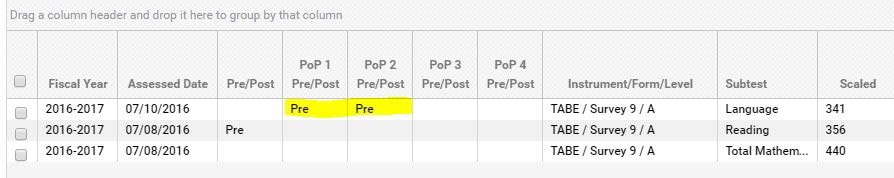 Drag a column header and drop it here to group by that column
PoP 1 PoP 2 PoP 3 PoP 4
Fiscal Year Assessed Date Pre/Post Pre/Post Pre/Post Pre/Post Pre/Post Instrument/Form/Level Subtest Scaled
2016-2017 07/10/2016 Pre Pre TABE / Survey 9 / A Language 341
2016-2017 07/08/2016 Pre TABE / Survey 9 / A Reading 356
2016-2017 07/08/2016 TABE / Survey 9 / A Total Mathem... 440